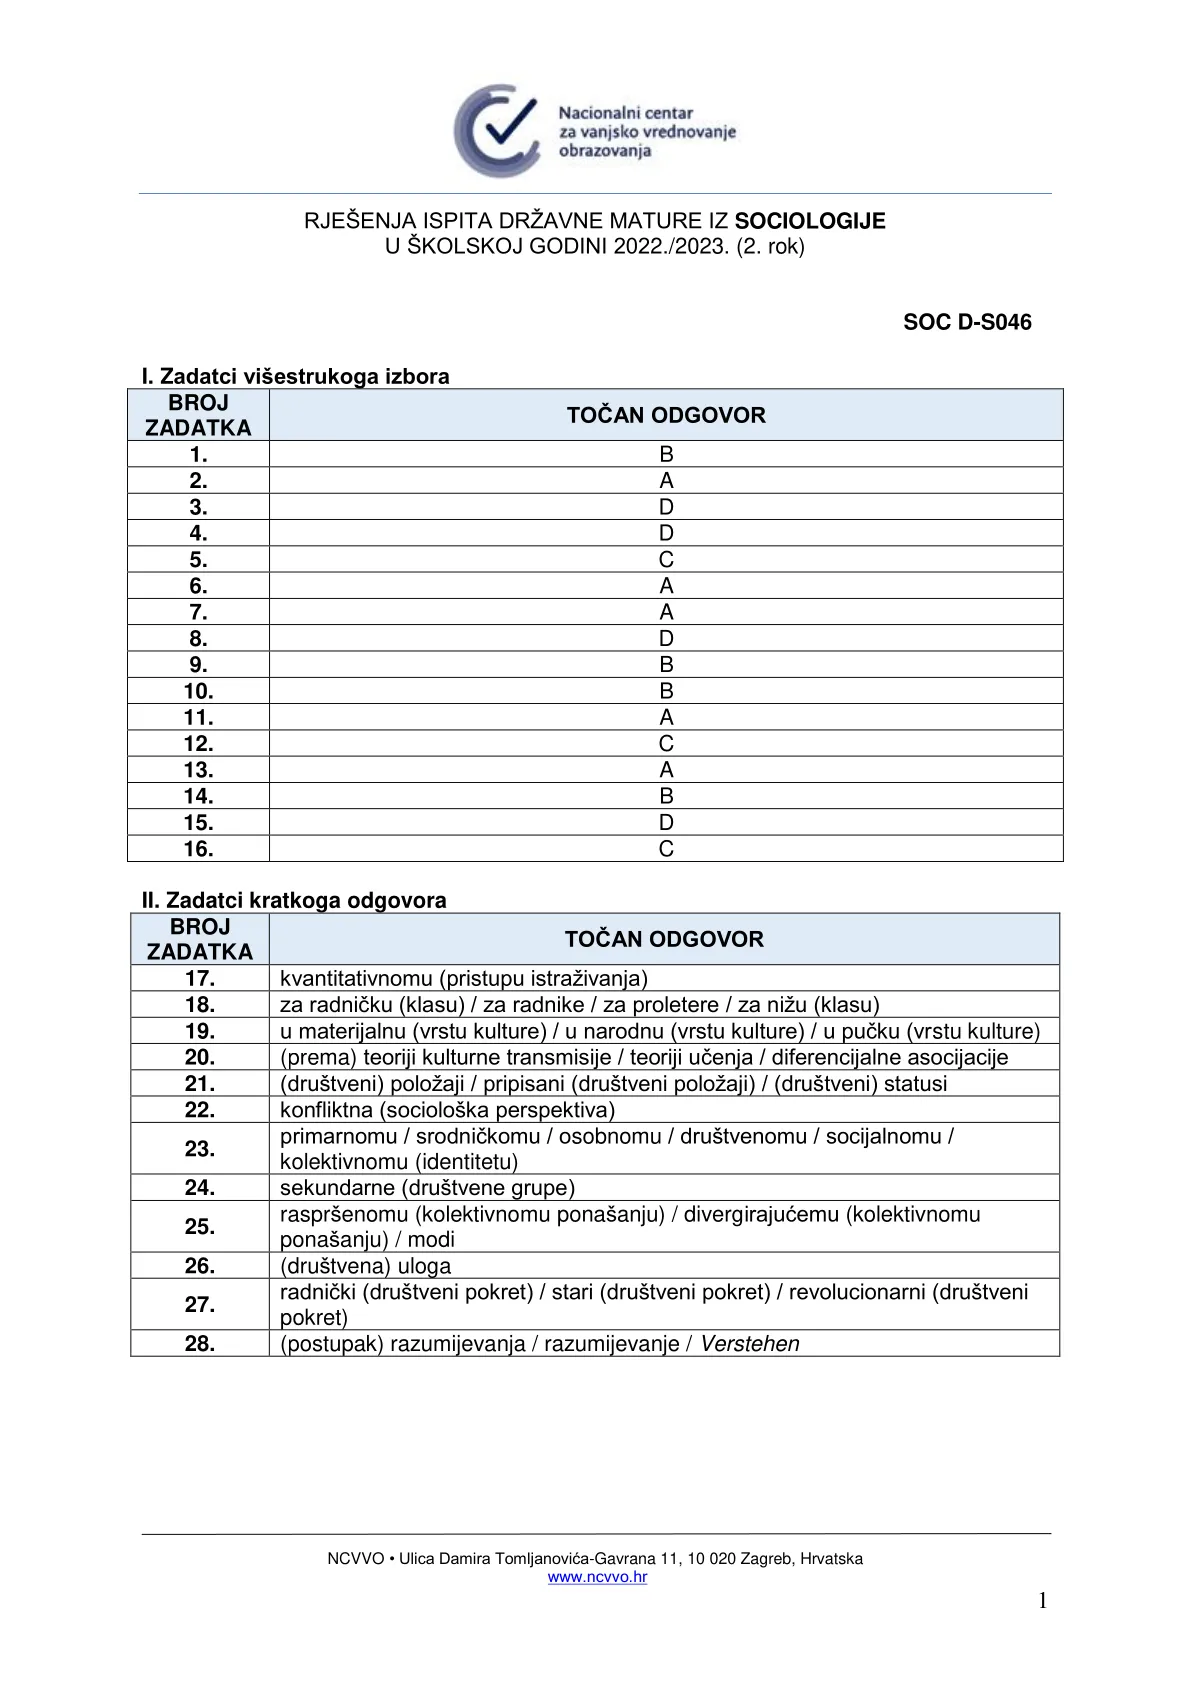 Nacionalni centar
za vanjsko vrednovanje
obrazovanja
RJEŠENJA ISPITA DRŽAVNE MATURE IZ SOCIOLOGIJE
U ŠKOLSKOJ GODINI 2022./2023. (2. rok)
SOC D-S046
I. Zadatci višestrukoga izbora
BROJ
ZADATKA
TOČAN ODGOVOR
1. B
2. A
3. D
4. D
5. C
6. A
7. A
8. D
9. B
10. B
11. A
12. C
13. A
14. B
15. D
16. C
II. Zadatci kratkoga odgovora
BROJ
ZADATKA
TOČAN ODGOVOR
17. kvantitativnomu (pristupu istraživanja)
18. za radničku (klasu) / za radnike / za proletere / za nižu (klasu)
19. u materijalnu (vrstu kulture) / u narodnu (vrstu kulture) / u pučku (vrstu kulture)
20. (prema) teoriji kulturne transmisije / teoriji učenja / diferencijalne asocijacije
21. (društveni) položaji / pripisani (društveni položaji) / (društveni) statusi
22. konfliktna (sociološka perspektiva)
23. primarnomu / srodničkomu / osobnomu / društvenomu / socijalnomu /
kolektivnomu (identitetu)
24. sekundarne (društvene grupe)
25. raspršenomu (kolektivnomu ponašanju) / divergirajućemu (kolektivnomu
ponašanju) / modi
26. (društvena) uloga
27. radnički (društveni pokret) / stari (društveni pokret) / revolucionarni (društveni
pokret)
28. (postupak) razumijevanja / razumijevanje / Verstehen
NCVVO • Ulica Damira Tomljanovića-Gavrana 11, 10 020 Zagreb, Hrvatska
www.ncvvo.hr
1